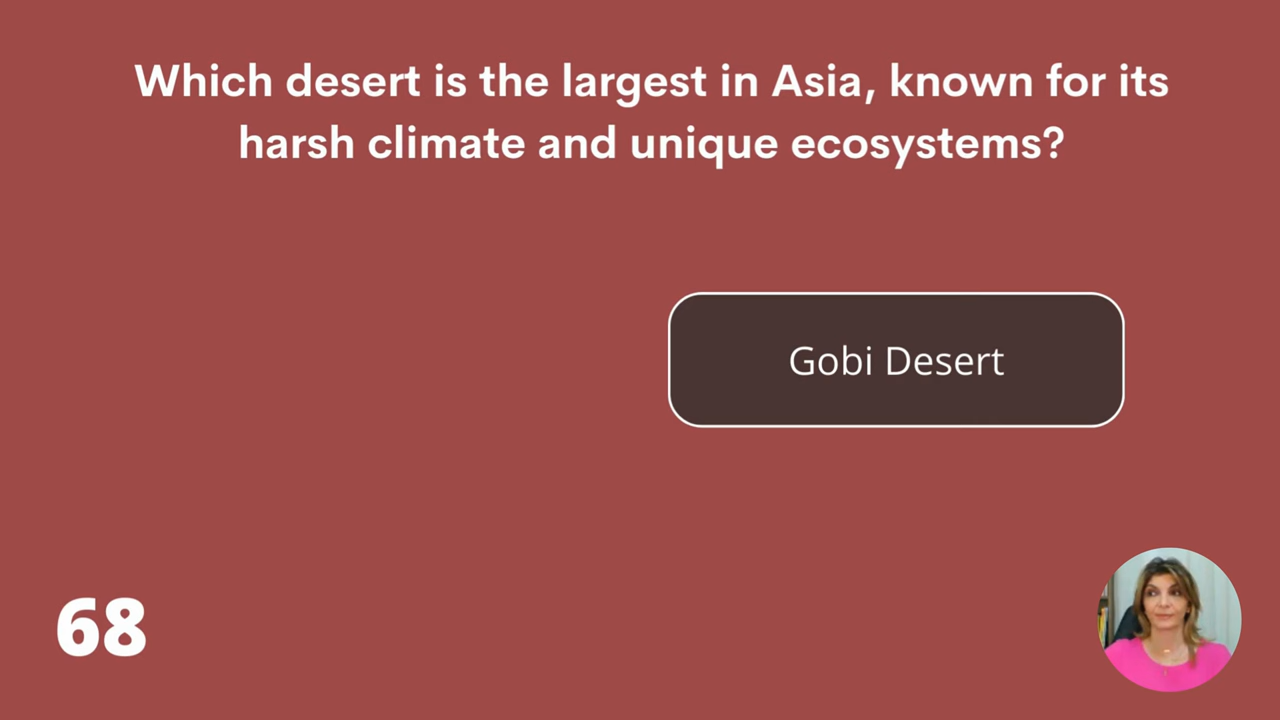 Which desert is the largest in Asia, known for its
harsh climate and unique ecosystems?
Gobi Desert
68